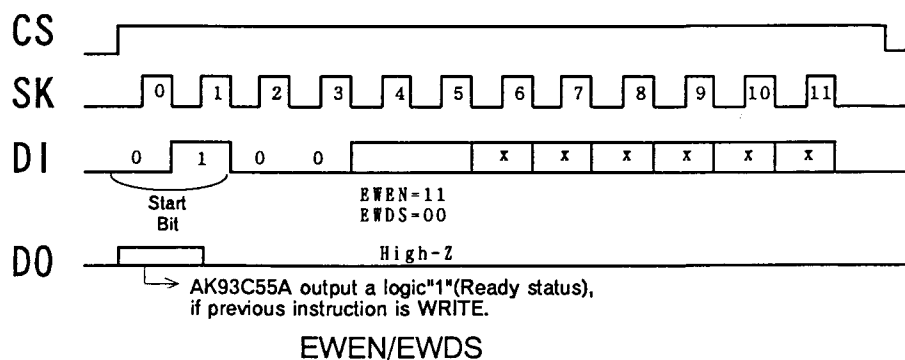 CS
SK 0 1 2 3 4 5 6 7 8 9 10 11
DI 0 1 0 0 x x x x x x
Start
Bit
EWEN=11
EWDS=00
DO High-Z
AK93C55A output a logic"1"(Ready status),
if previous instruction is WRITE.
EWEN/EWDS